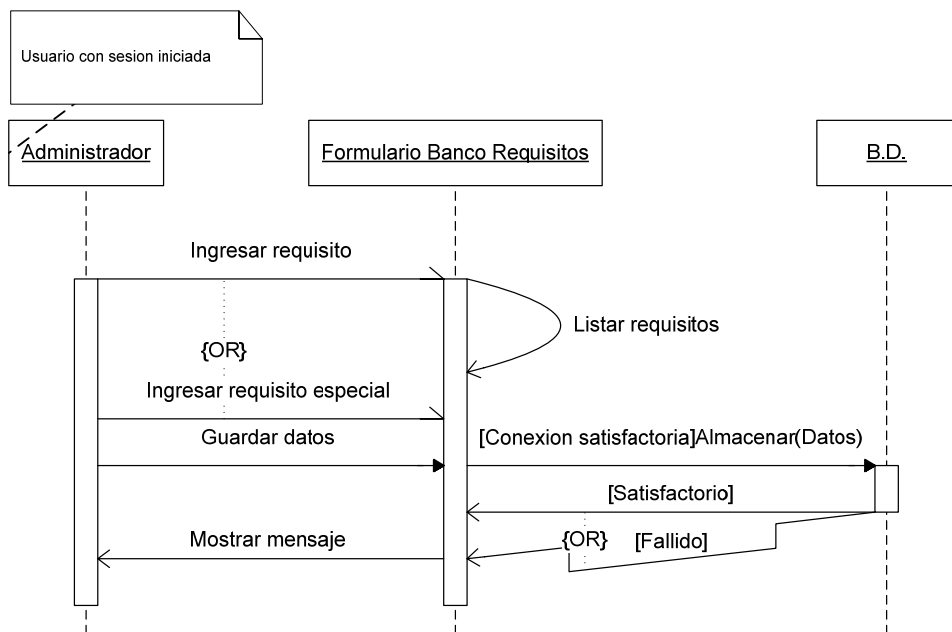 Usuario con sesion iniciada
Administrador
Formulario Banco Requisitos
B.D.
Ingresar requisito
Listar requisitos
{OR}
Ingresar requisito especial
Guardar datos
[Conexion satisfactoria]Almacenar(Datos)
[Satisfactorio]
Mostrar mensaje
{OR}
[Fallido]